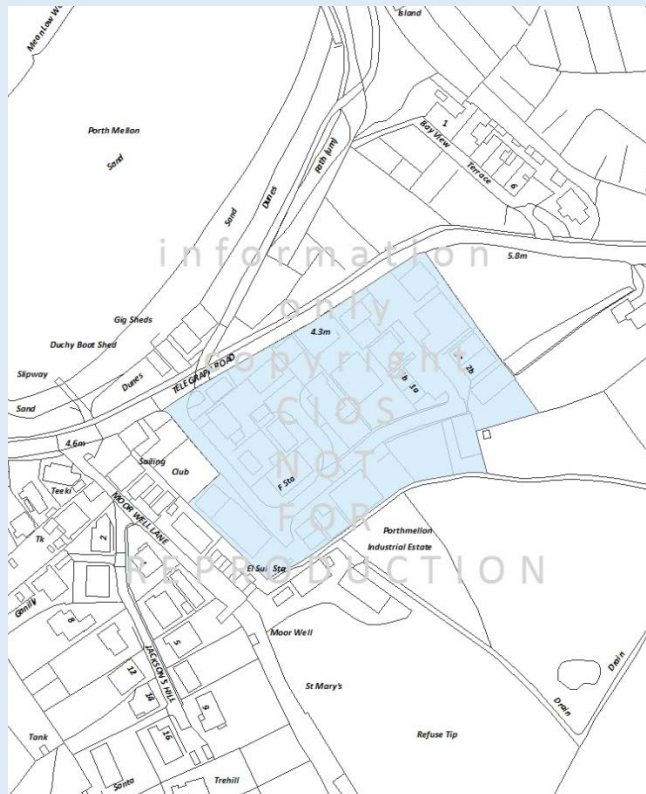 Island
Meanlow W
Porth Mellon
Sand
1
Bay View
Terrace
6
Path (um)
Dunes
Sand
information
5.8m
only
Gig Sheds
4.3m
copyright
Duchy Boat Shed
TELEGRAPH ROAD
Slipway
Dunes
1a
2b
Sand
CIOS
4.6m
Sailing
Club
NOT
F Sta
Teeki
MOOR WELL LANE
FOR
Porthmellon
Industrial Estate
Tk
2
REPRODUCTION
El Sub Sta
Ganilly
8
Moor Well
5
JACKSON'S HILL
12
14
St Mary's
9
Drain
Drain
Tank
16
Refuse Tip
Santa
Trehill